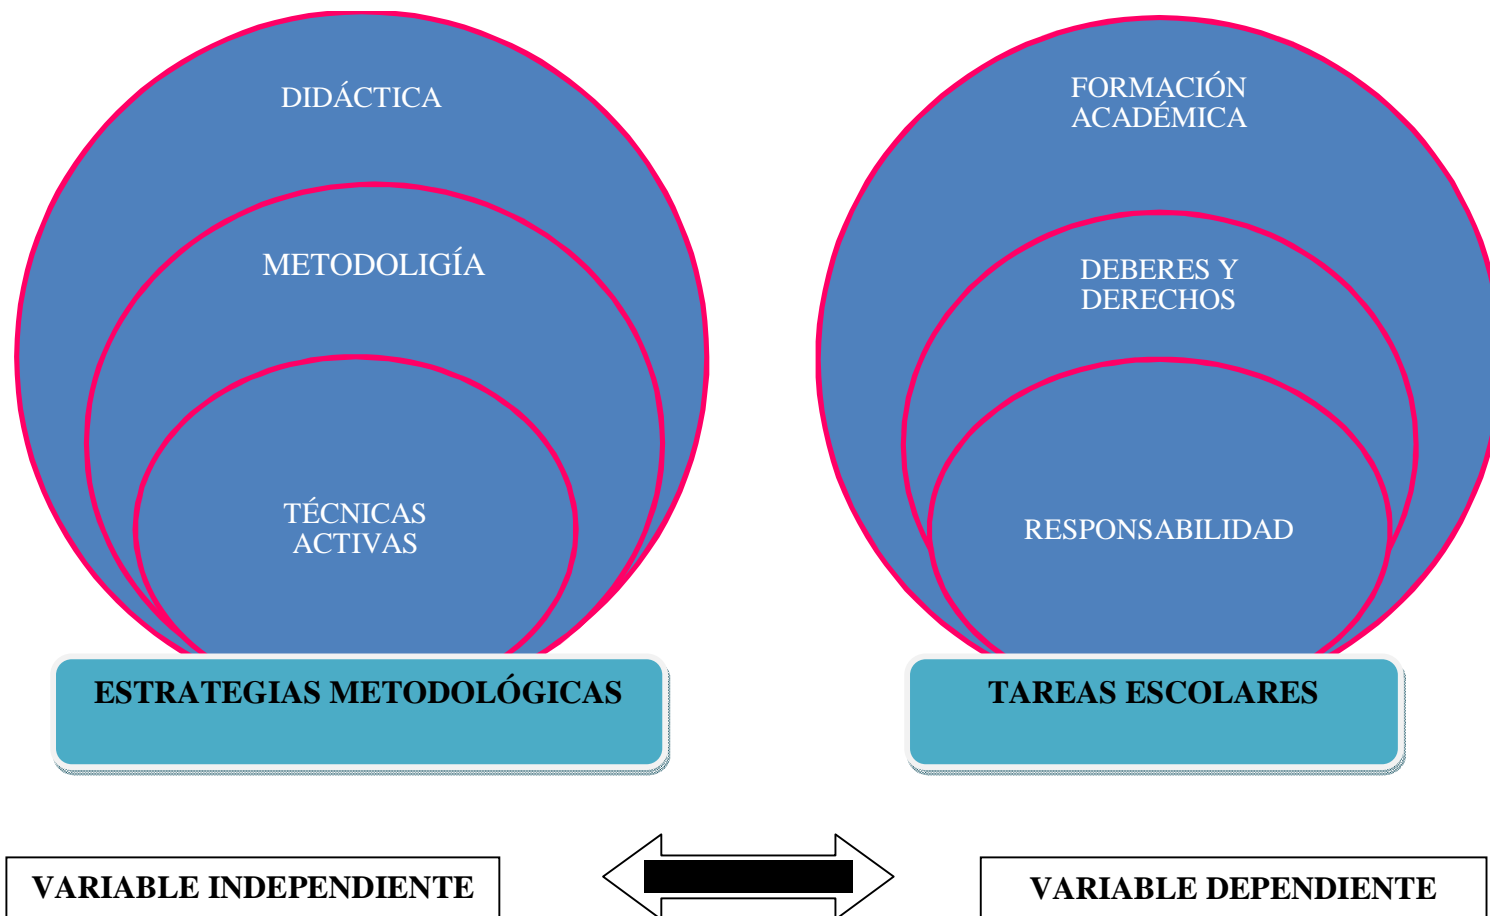 DIDÁCTICA
METODOLIGÍA
TÉCNICAS
ACTIVAS
ESTRATEGIAS METODOLÓGICAS
FORMACIÓN
ACADÉMICA
DEBERES Y
DERECHOS
RESPONSABILIDAD
TAREAS ESCOLARES
VARIABLE INDEPENDIENTE
VARIABLE DEPENDIENTE